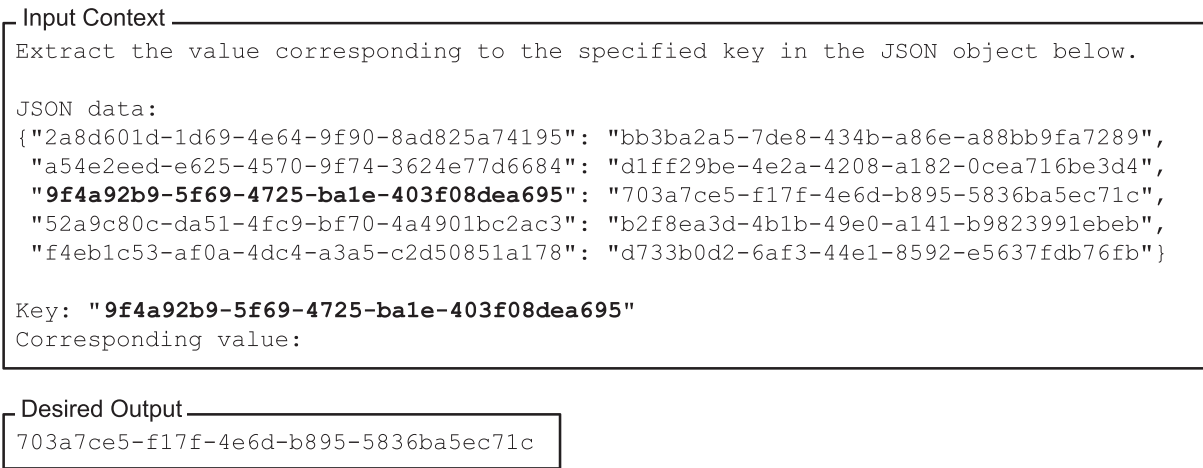 Input Context
Extract the value corresponding to the specified key in the JSON object below.
JSON data:
{"2a8d601d-1d69-4e64-9f90-8ad825a74195": "bb3ba2a5-7de8-434b-a86e-a88bb9fa7289",
"a54e2eed-e625-4570-9f74-3624e77d6684": "d1ff29be-4e2a-4208-a182-0cea716be3d4",
"9f4a92b9-5f69-4725-ba1e-403f08dea695": "703a7ce5-f17f-4e6d-b895-5836ba5ec71c",
"52a9c80c-da51-4fc9-bf70-4a4901bc2ac3": "b2f8ea3d-4b1b-49e0-a141-b9823991ebeb",
"f4eb1c53-af0a-4dc4-a3a5-c2d50851a178": "d733b0d2-6af3-44e1-8592-e5637fdb76fb"}
Key: "9f4a92b9-5f69-4725-ba1e-403f08dea695"
Corresponding value:
Desired Output
703a7ce5-f17f-4e6d-b895-5836ba5ec71c